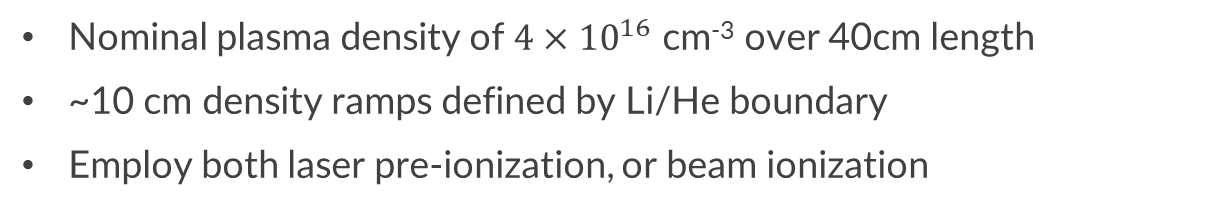 • Nominal plasma density of 4 × 10¹⁶ cm⁻³ over 40cm length
• ~10 cm density ramps defined by Li/He boundary
• Employ both laser pre-ionization, or beam ionization